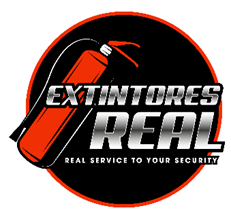 EXTINTORES
REAL
REAL SERVICE TO YOUR SECURITY